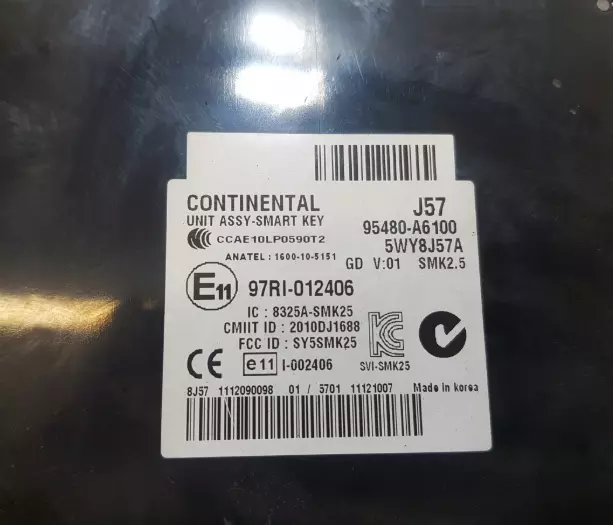 CONTINENTAL J57
UNIT ASSY-SMART KEY 95480-A6100
CCC CCAE10LP0590T2 5WY8J57A
ANATEL : 1600-10-5151 GD V:01 SMK2.5
E11 97RI-012406
IC : 8325A-SMK25
CMIIT ID : 2010DJ1688
FCC ID : SY5SMK25
CE e11 I-002406 SVI-SMK25
8J57 1112090098 01 / 5701 11121007 Made in korea